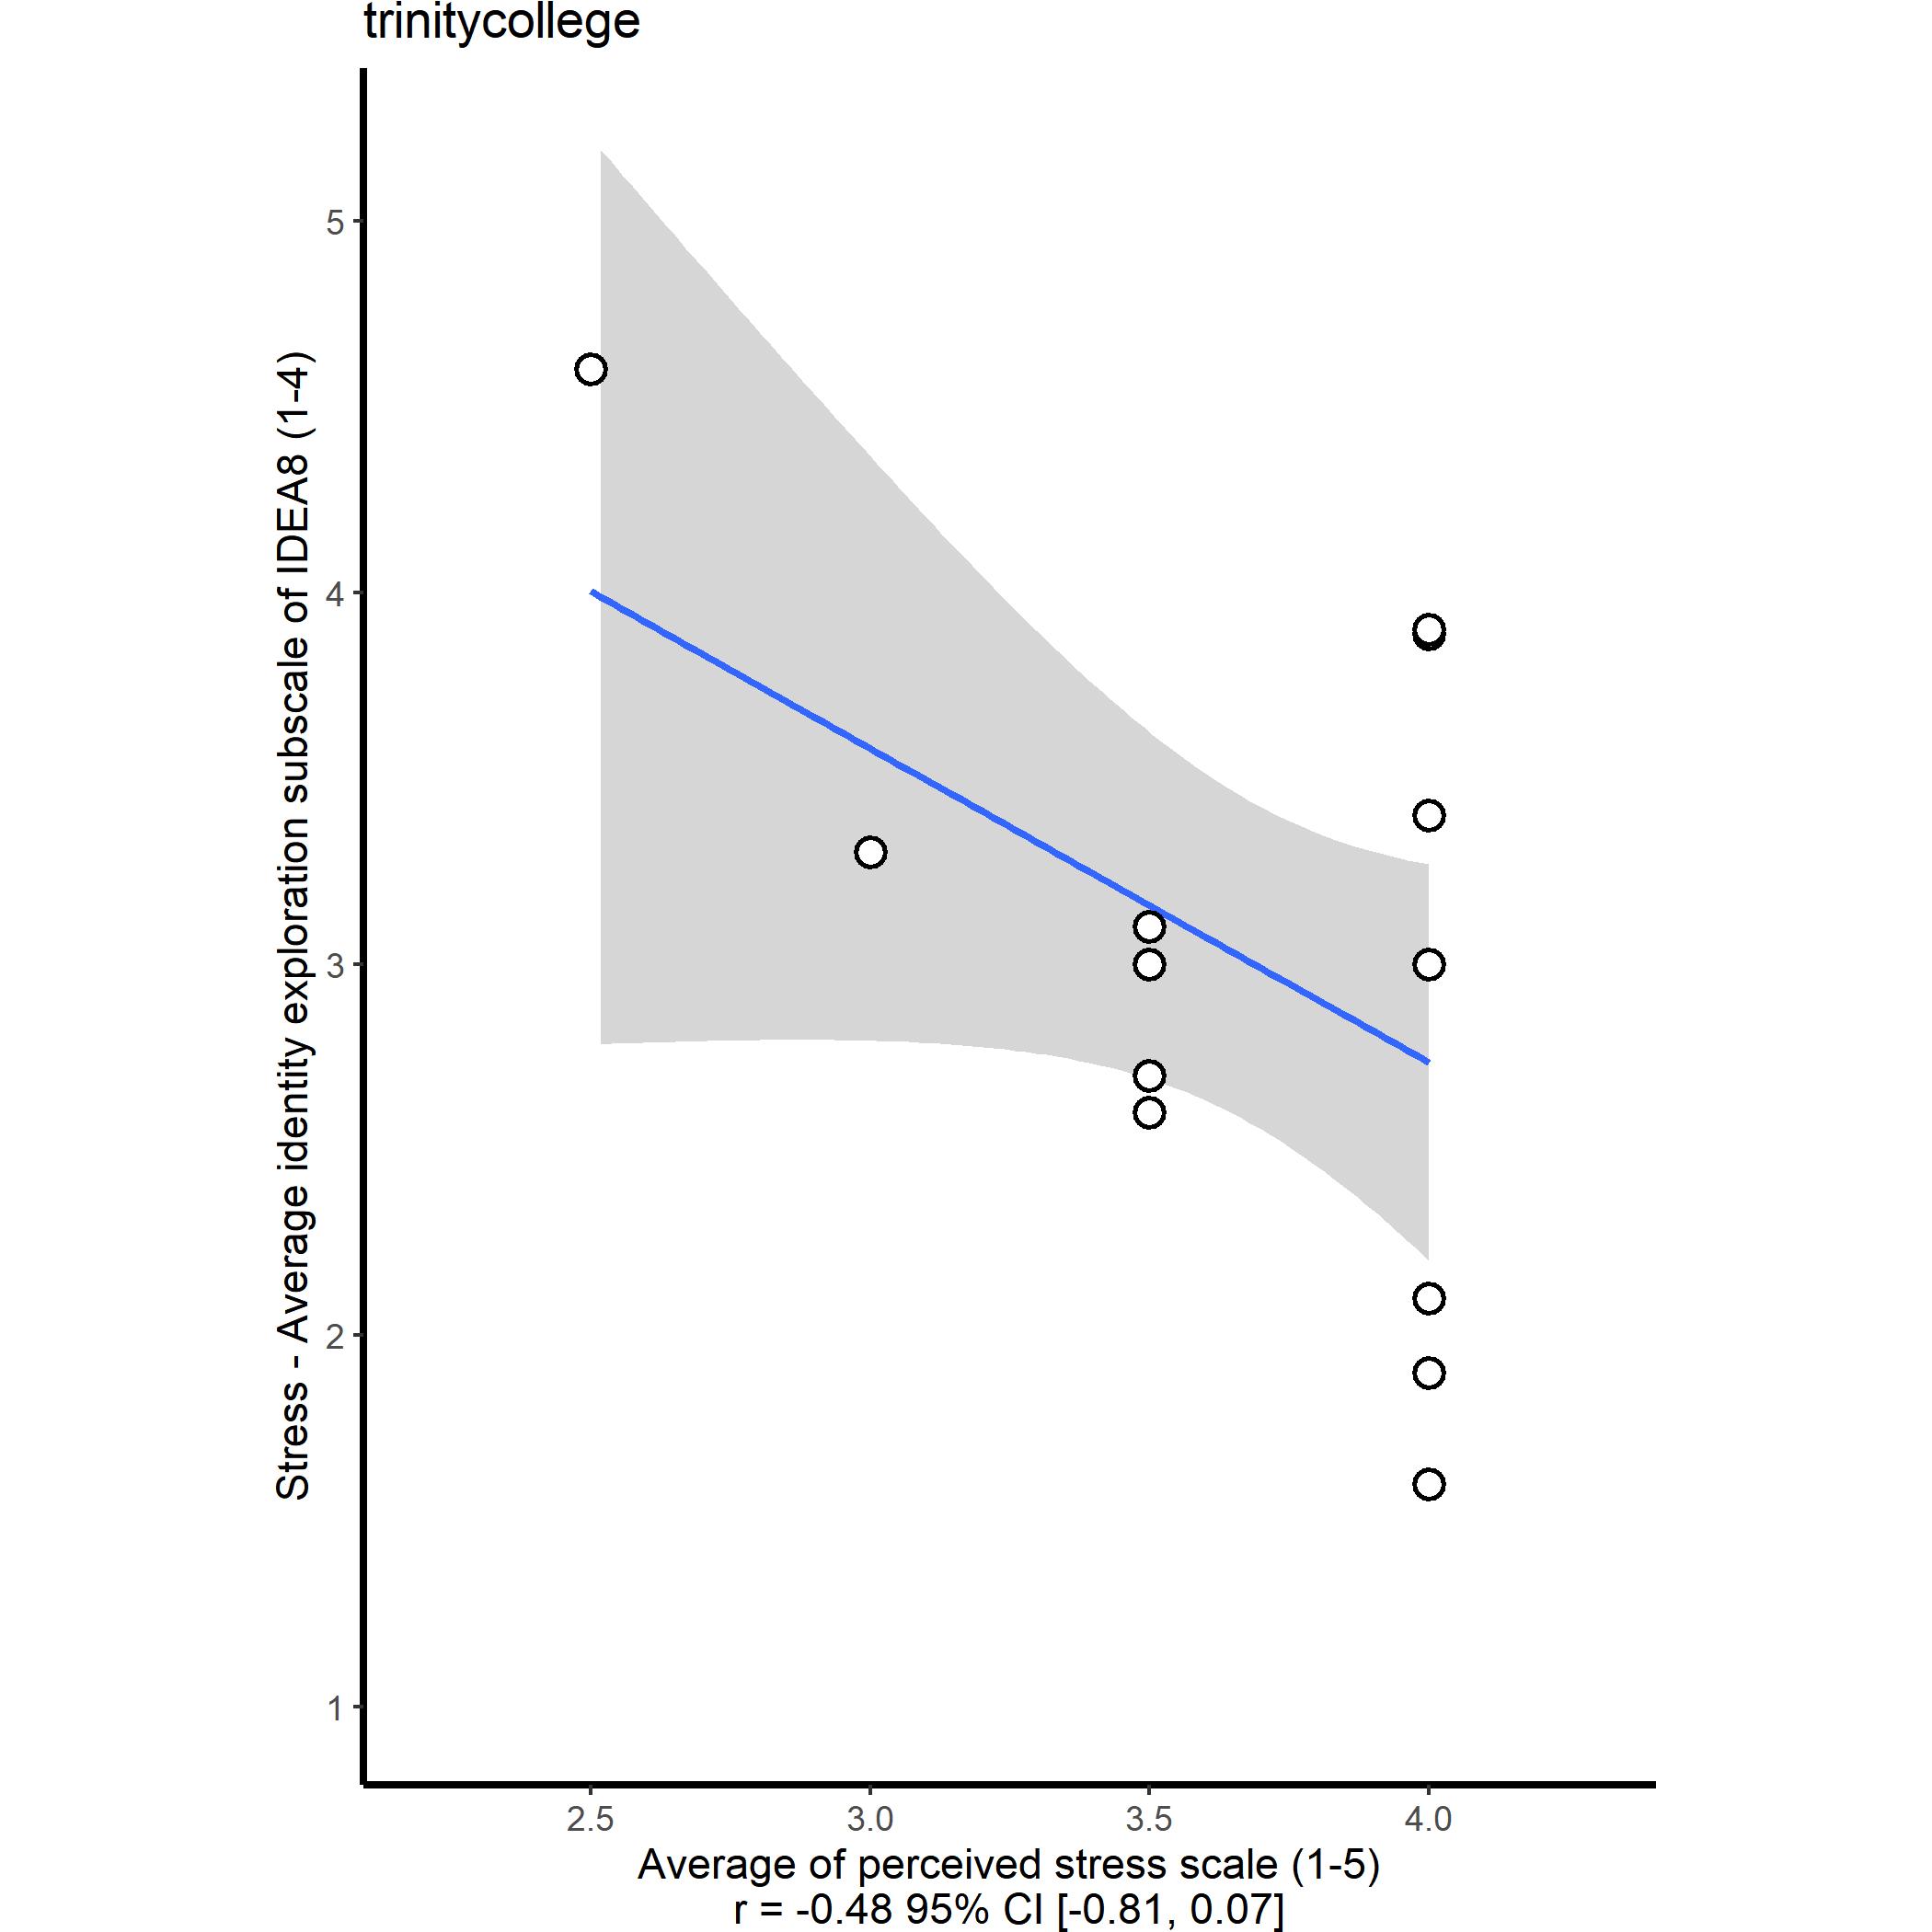 trinitycollege
Stress - Average identity exploration subscale of IDEA8 (1-4)
5
4
3
2
1
2.5 3.0 3.5 4.0
Average of perceived stress scale (1-5)
r = -0.48 95% CI [-0.81, 0.07]